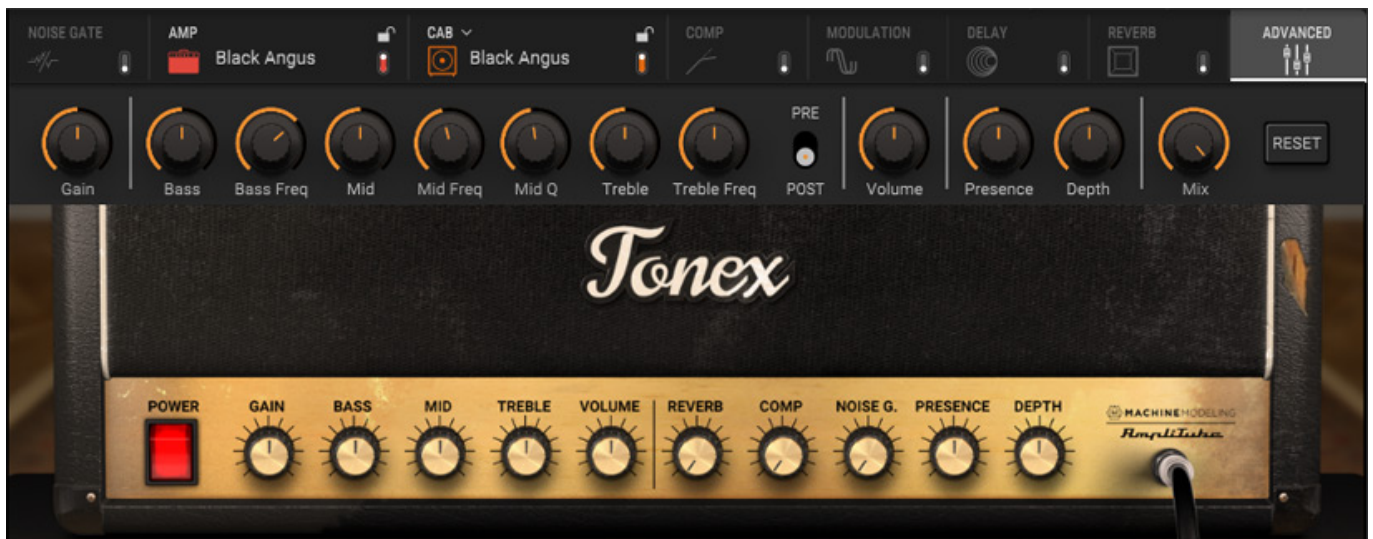 NOISE GATE
AMP
Black Angus
CAB
Black Angus
COMP
MODULATION
DELAY
REVERB
ADVANCED
Gain
Bass
Bass Freq
Mid
Mid Freq
Mid Q
Treble
Treble Freq
PRE
POST
Volume
Presence
Depth
Mix
RESET
Tonex
POWER GAIN BASS MID TREBLE VOLUME REVERB COMP NOISE G. PRESENCE DEPTH
MACHINEMODELING
AmpliTube